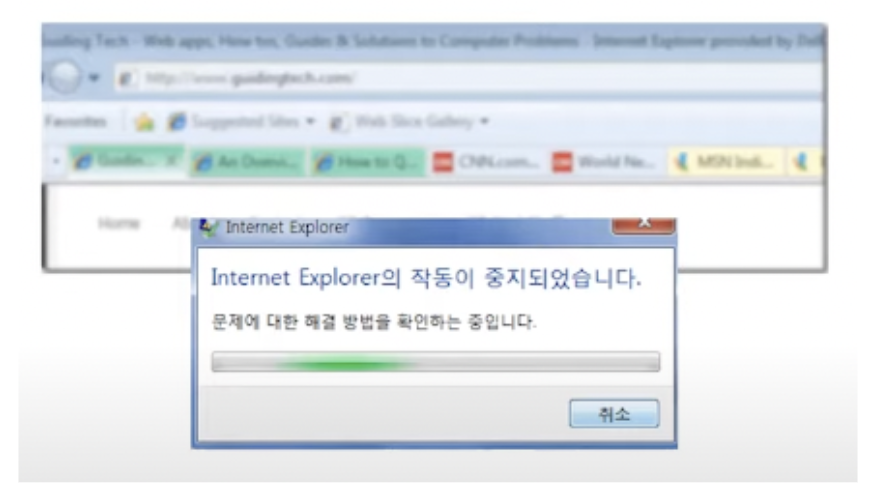 Guiding Tech - Web apps, How tos, Guides & Solutions to Computer Problems - Internet Explorer provided by Dell
http://www.guidingtech.com/
Favorites Suggested Sites Web Slice Gallery
Guidin... An Overvi... How to Q... CNN.com... World Ne... MSN Indi...
Home
Internet Explorer
Internet Explorer의 작동이 중지되었습니다.
문제에 대한 해결 방법을 확인하는 중입니다.
취소